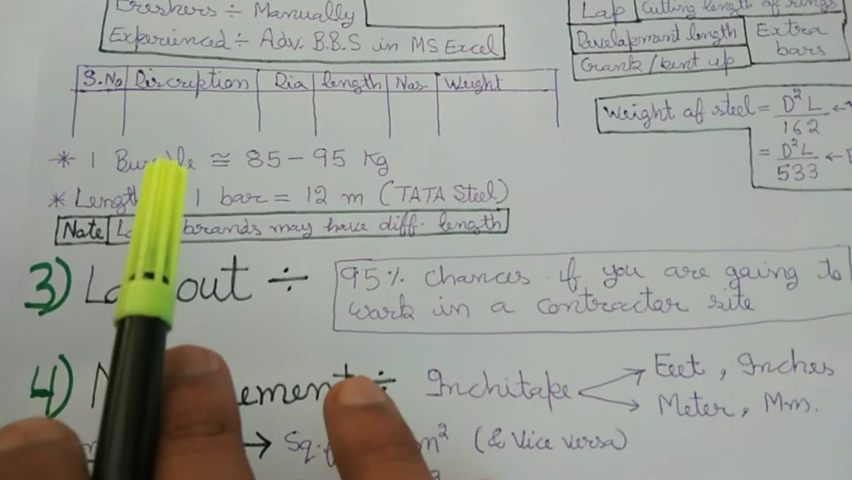 Freshers ÷ Manually
Experienced ÷ Adv. B.B.S in MS Excel
Lap Cutting length of rings
Development length Extra bars
Crank / bent up
S.No Discription Dia length Nos. Weight
Weight of steel = D²L / 162
= D²L / 533
* 1 ≅ 85 - 95 Kg
* Length 1 bar = 12 m (TATA Steel)
Note brands may have diff. length
3) out ÷ 95% chances if you are going to
work in a contractor site
4) ement ÷ Inchitape Feet, Inches
Meter, Mm.
→ Sq. m² (& Vice versa)